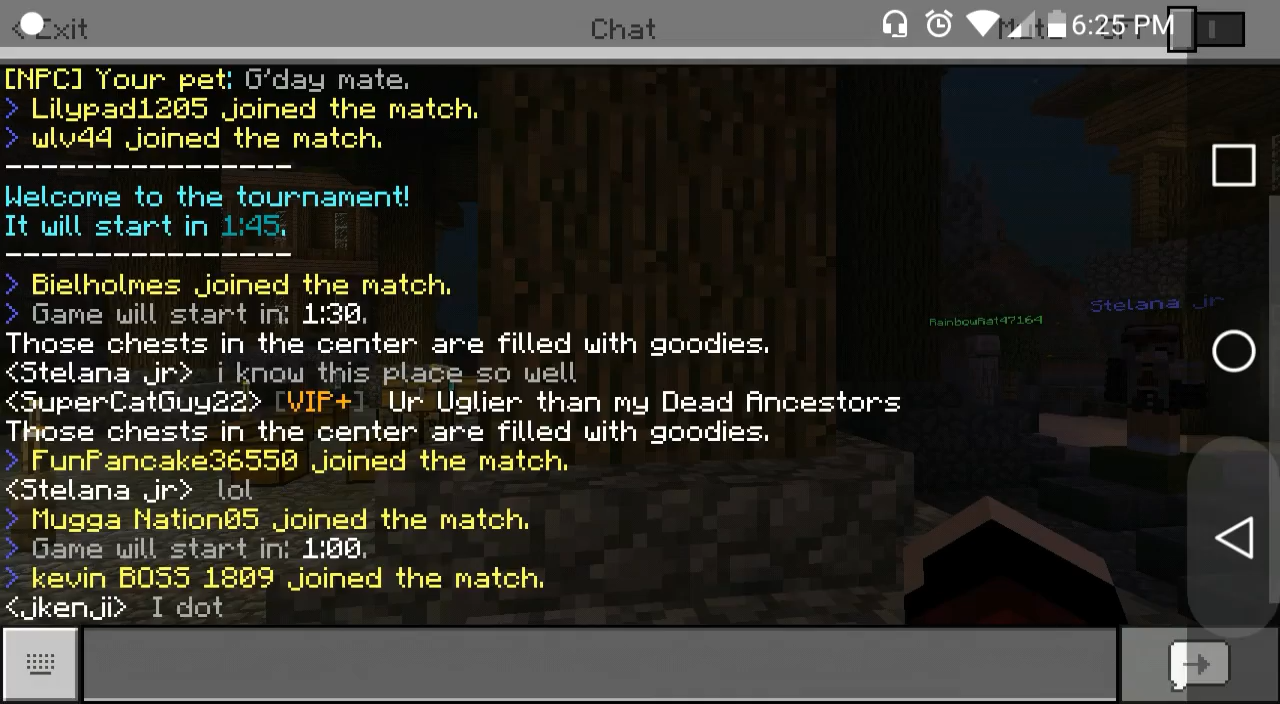 < Exit
Chat
Mute
6:25 PM
[NPC] Your pet: G'day mate.
> Lilypad1205 joined the match.
> wlv44 joined the match.
----------------
Welcome to the tournament!
It will start in 1:45.
----------------
> Bielholmes joined the match.
> Game will start in: 1:30.
Those chests in the center are filled with goodies.
<Stelana jr> i know this place so well
<SuperCatGuy22> [VIP+] Ur Uglier than my Dead Ancestors
Those chests in the center are filled with goodies.
> FunPancake36550 joined the match.
<Stelana jr> lol
> Mugga Nation05 joined the match.
> Game will start in: 1:00.
> kevin BOSS 1809 joined the match.
<jkenji> I dot
RainbowRat47164
Stelana jr